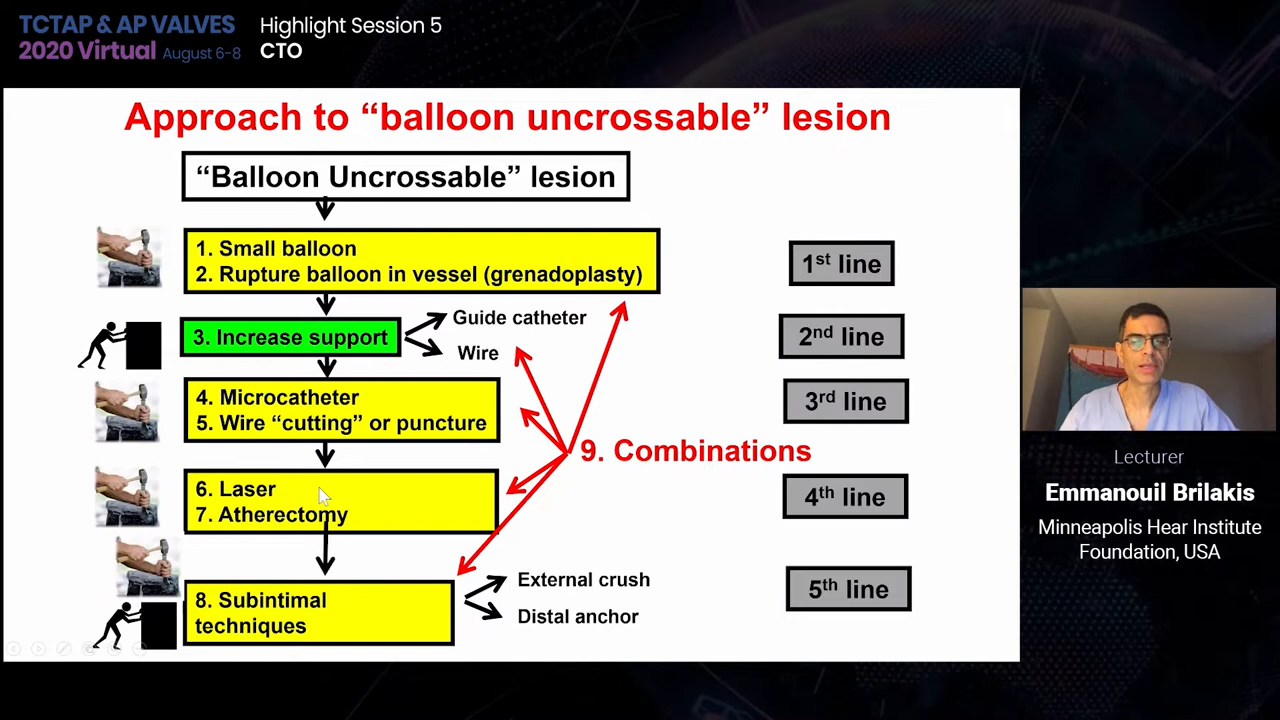 TCTAP & AP VALVES
2020 Virtual August 6-8
Highlight Session 5
CTO
Approach to “balloon uncrossable” lesion
“Balloon Uncrossable” lesion
1. Small balloon
2. Rupture balloon in vessel (grenadoplasty)
1st line
3. Increase support
Guide catheter
Wire
2nd line
4. Microcatheter
5. Wire “cutting” or puncture
3rd line
9. Combinations
6. Laser
7. Atherectomy
4th line
8. Subintimal
techniques
External crush
Distal anchor
5th line
Lecturer
Emmanouil Brilakis
Minneapolis Hear Institute
Foundation, USA